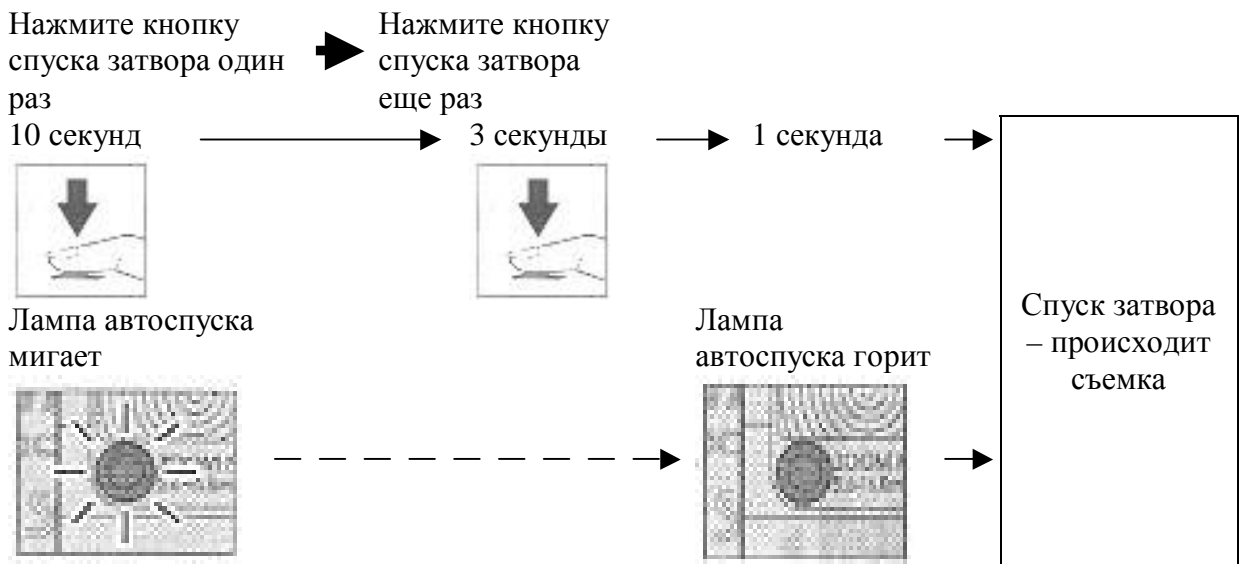 Нажмите кнопку
спуска затвора один
раз
Нажмите кнопку
спуска затвора
еще раз
10 секунд
3 секунды
1 секунда
Лампа автоспуска
мигает
Лампа
автоспуска горит
Спуск затвора
– происходит
съемка